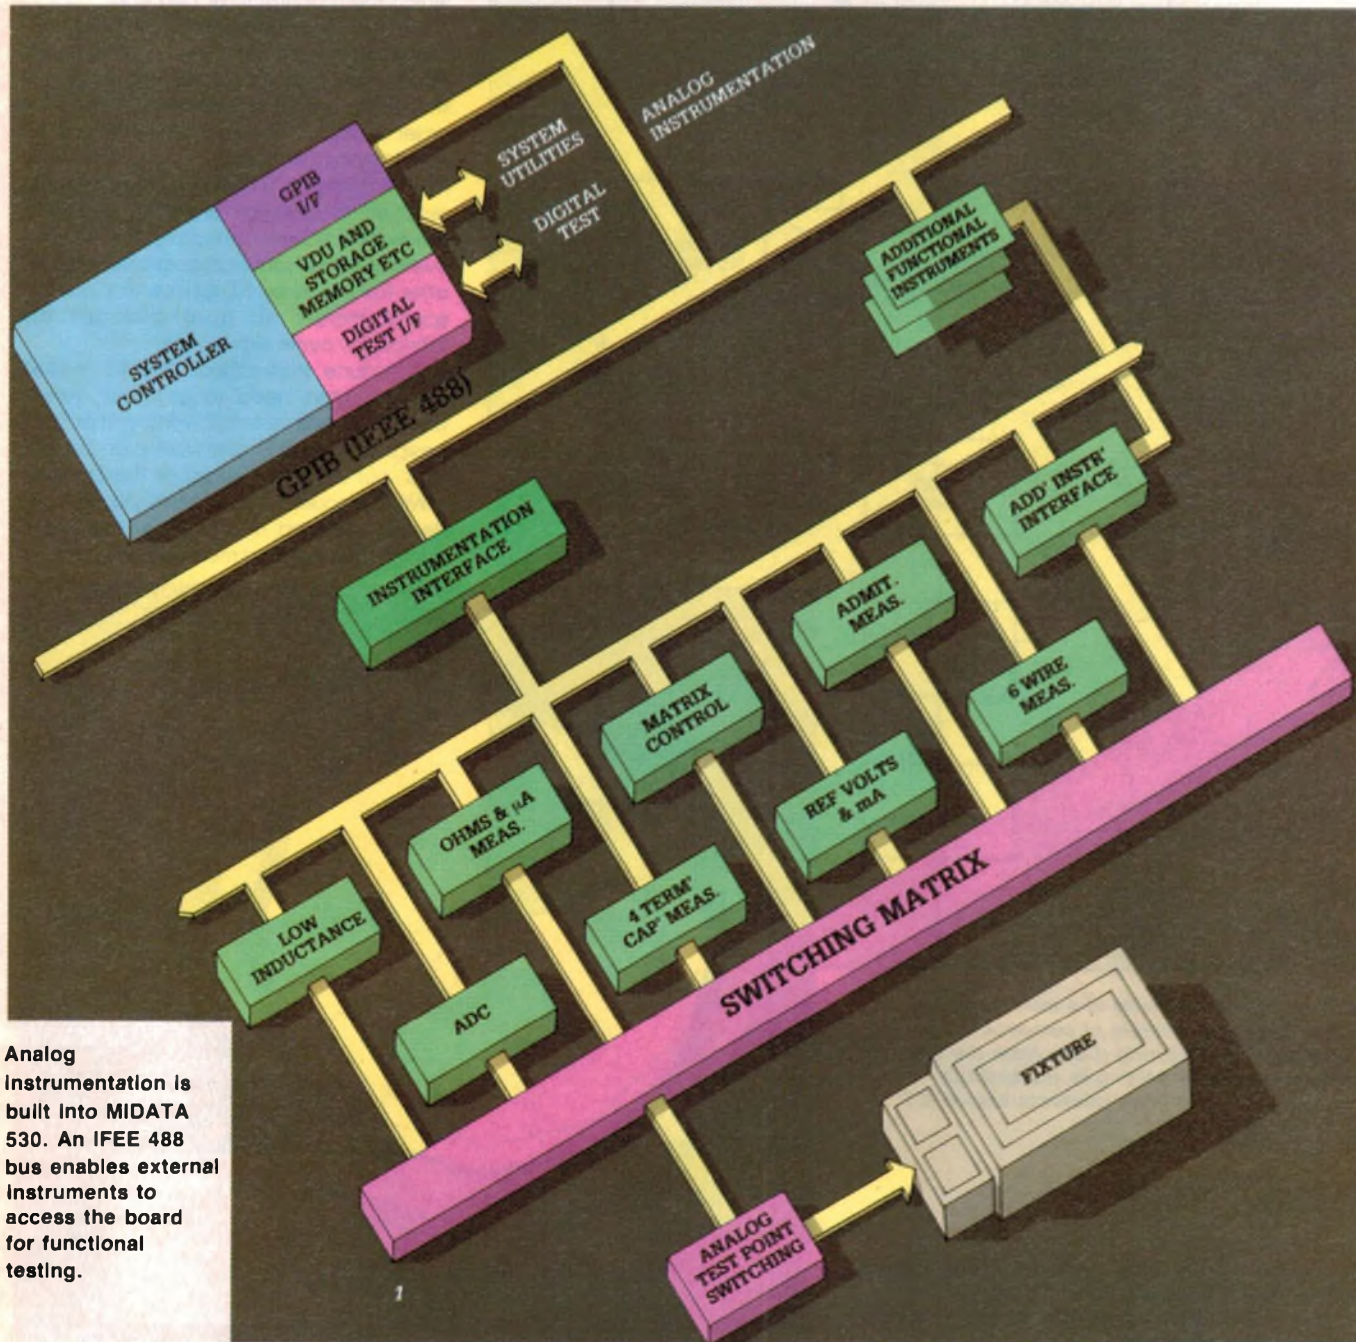 ANALOG
INSTRUMENTATION
SYSTEM
UTILITIES
DIGITAL
TEST
GPIB
I/F
VDU AND
STORAGE
MEMORY ETC
DIGITAL
TEST I/F
SYSTEM
CONTROLLER
GPIB (IEEE 488)
ADDITIONAL
FUNCTIONAL
INSTRUMENTS
INSTRUMENTATION
INTERFACE
ADD' INSTR'
INTERFACE
ADMIT.
MEAS.
6 WIRE
MEAS.
MATRIX
CONTROL
REF VOLTS
& mA
OHMS & µA
MEAS.
4 TERM'
CAP' MEAS.
LOW
INDUCTANCE
ADC
SWITCHING MATRIX
FIXTURE
ANALOG
TEST POINT
SWITCHING
Analog
instrumentation is
built into MIDATA
530. An IFEE 488
bus enables external
instruments to
access the board
for functional
testing.
1